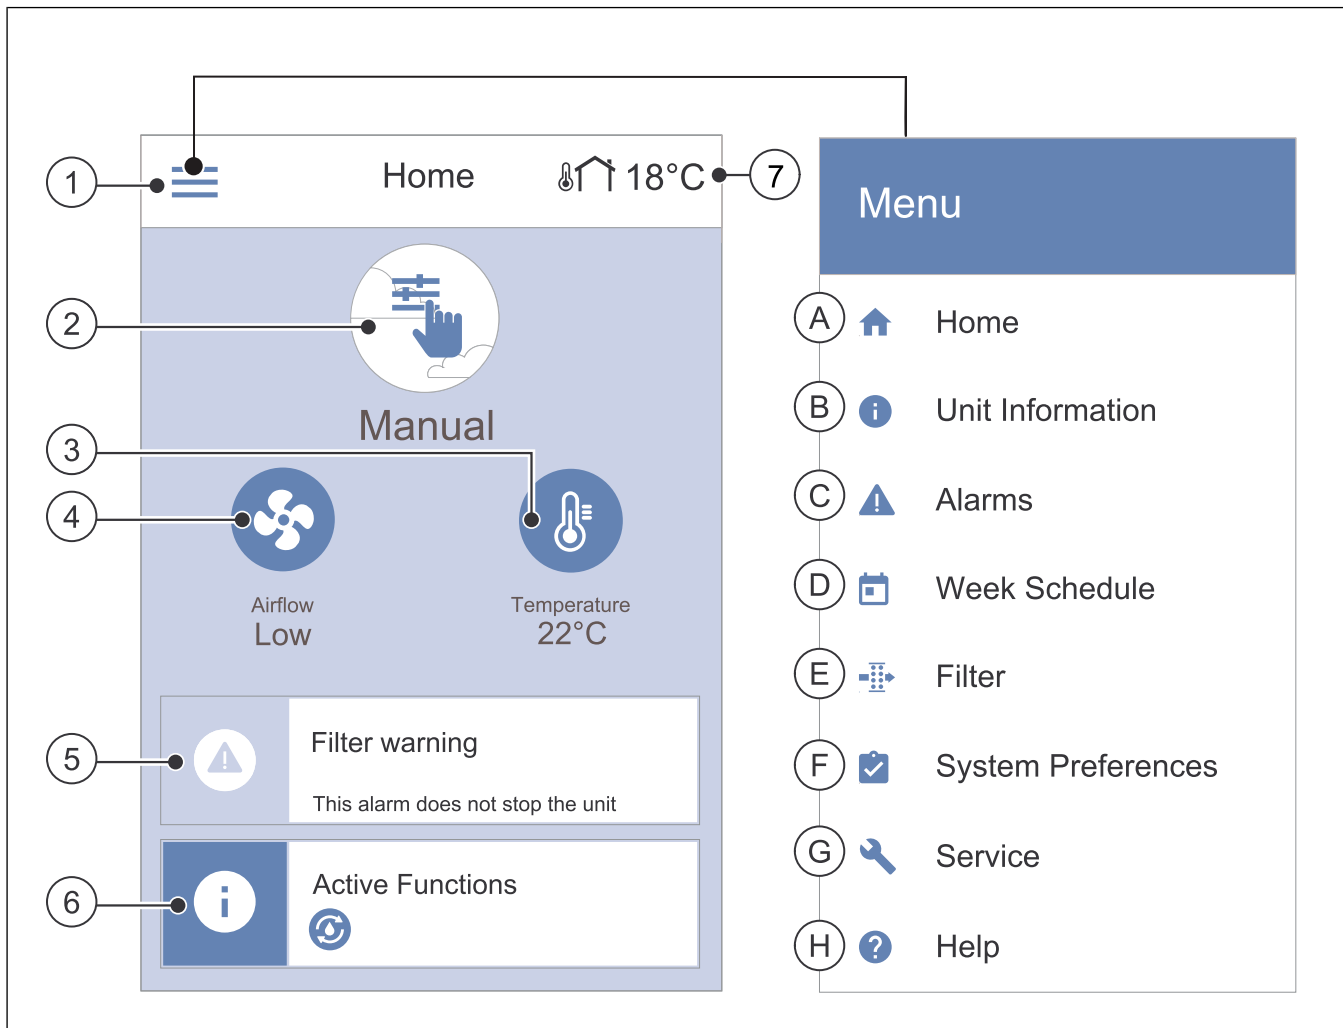 1
Home
18°C
7
2
Manual
3
4
Airflow
Low
Temperature
22°C
5
Filter warning
This alarm does not stop the unit
6
Active Functions
Menu
A Home
B Unit Information
C Alarms
D Week Schedule
E Filter
F System Preferences
G Service
H Help